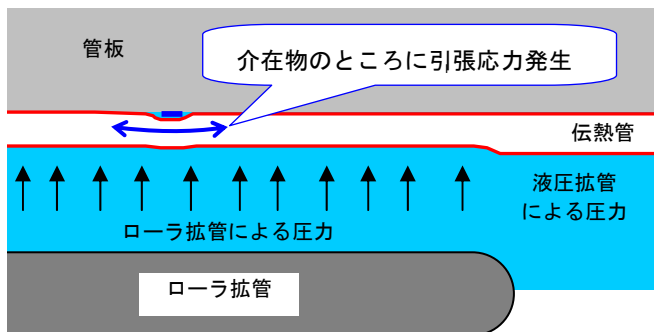 管板
介在物のところに引張応力発生
伝熱管
液圧拡管
による圧力
ローラ拡管による圧力
ローラ拡管